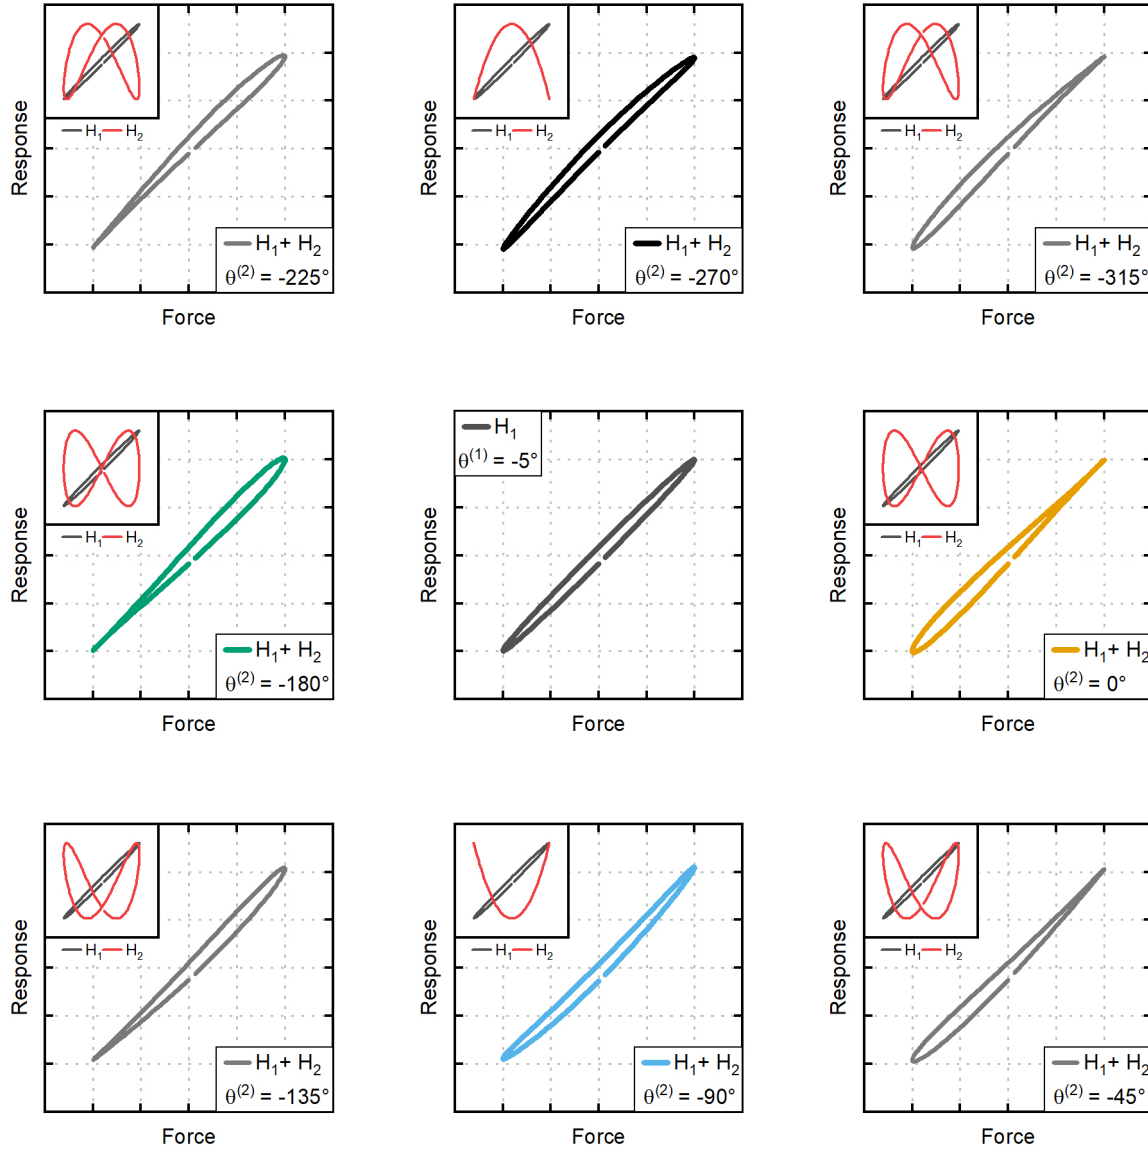 Response
H₁ H₂
H₁+ H₂
θ⁽²⁾ = -225°
Force
Response
H₁ H₂
H₁+ H₂
θ⁽²⁾ = -270°
Force
Response
H₁ H₂
H₁+ H₂
θ⁽²⁾ = -315°
Force
Response
H₁ H₂
H₁+ H₂
θ⁽²⁾ = -180°
Force
Response
H₁
θ⁽¹⁾ = -5°
Force
Response
H₁ H₂
H₁+ H₂
θ⁽²⁾ = 0°
Force
Response
H₁ H₂
H₁+ H₂
θ⁽²⁾ = -135°
Force
Response
H₁ H₂
H₁+ H₂
θ⁽²⁾ = -90°
Force
Response
H₁ H₂
H₁+ H₂
θ⁽²⁾ = -45°
Force